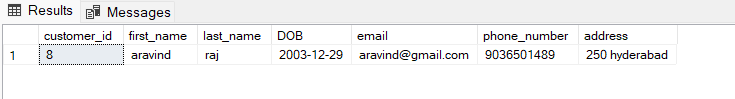 Results Messages
customer_id first_name last_name DOB email phone_number address
1 8 aravind raj 2003-12-29 aravind@gmail.com 9036501489 250 hyderabad